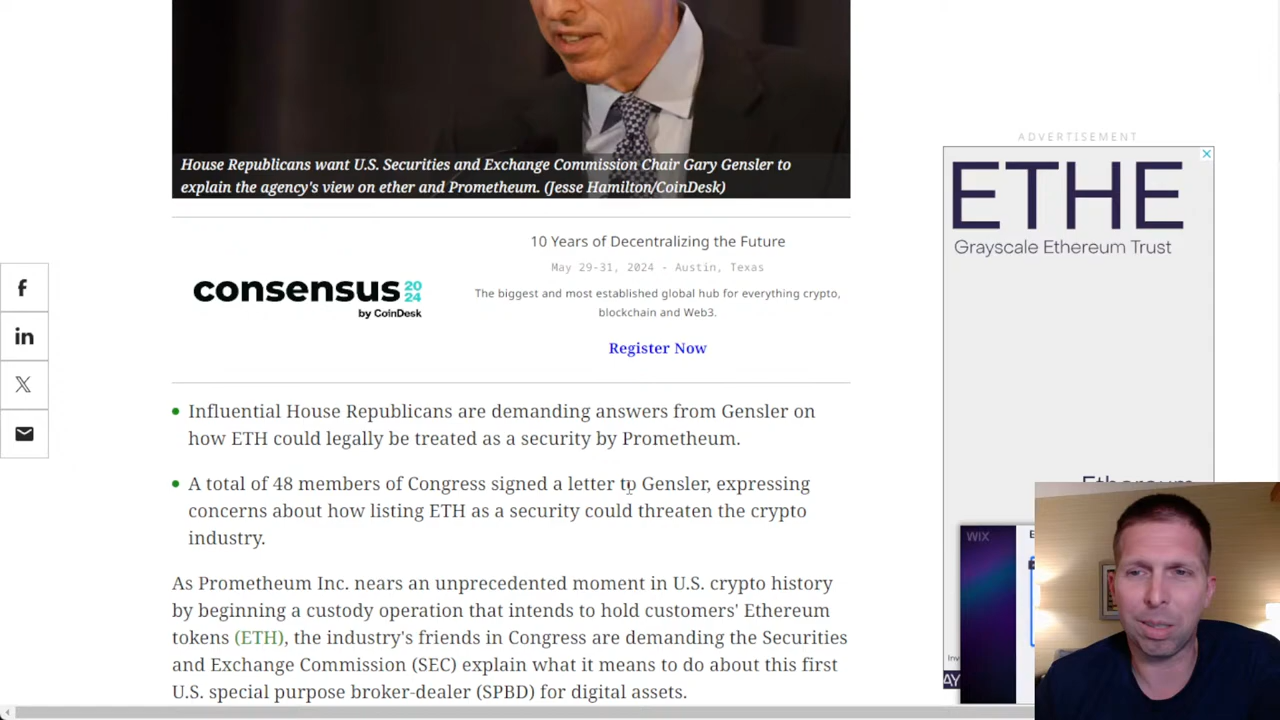 House Republicans want U.S. Securities and Exchange Commission Chair Gary Gensler to
explain the agency's view on ether and Prometheum. (Jesse Hamilton/CoinDesk)
ADVERTISEMENT
ETHE
Grayscale Ethereum Trust
10 Years of Decentralizing the Future
May 29-31, 2024 - Austin, Texas
consensus 20
24
by CoinDesk
The biggest and most established global hub for everything crypto,
blockchain and Web3.
Register Now
Influential House Republicans are demanding answers from Gensler on
how ETH could legally be treated as a security by Prometheum.
A total of 48 members of Congress signed a letter to Gensler, expressing
concerns about how listing ETH as a security could threaten the crypto
industry.
As Prometheum Inc. nears an unprecedented moment in U.S. crypto history
by beginning a custody operation that intends to hold customers' Ethereum
tokens (ETH), the industry's friends in Congress are demanding the Securities
and Exchange Commission (SEC) explain what it means to do about this first
U.S. special purpose broker-dealer (SPBD) for digital assets.
Ethereum
WIX